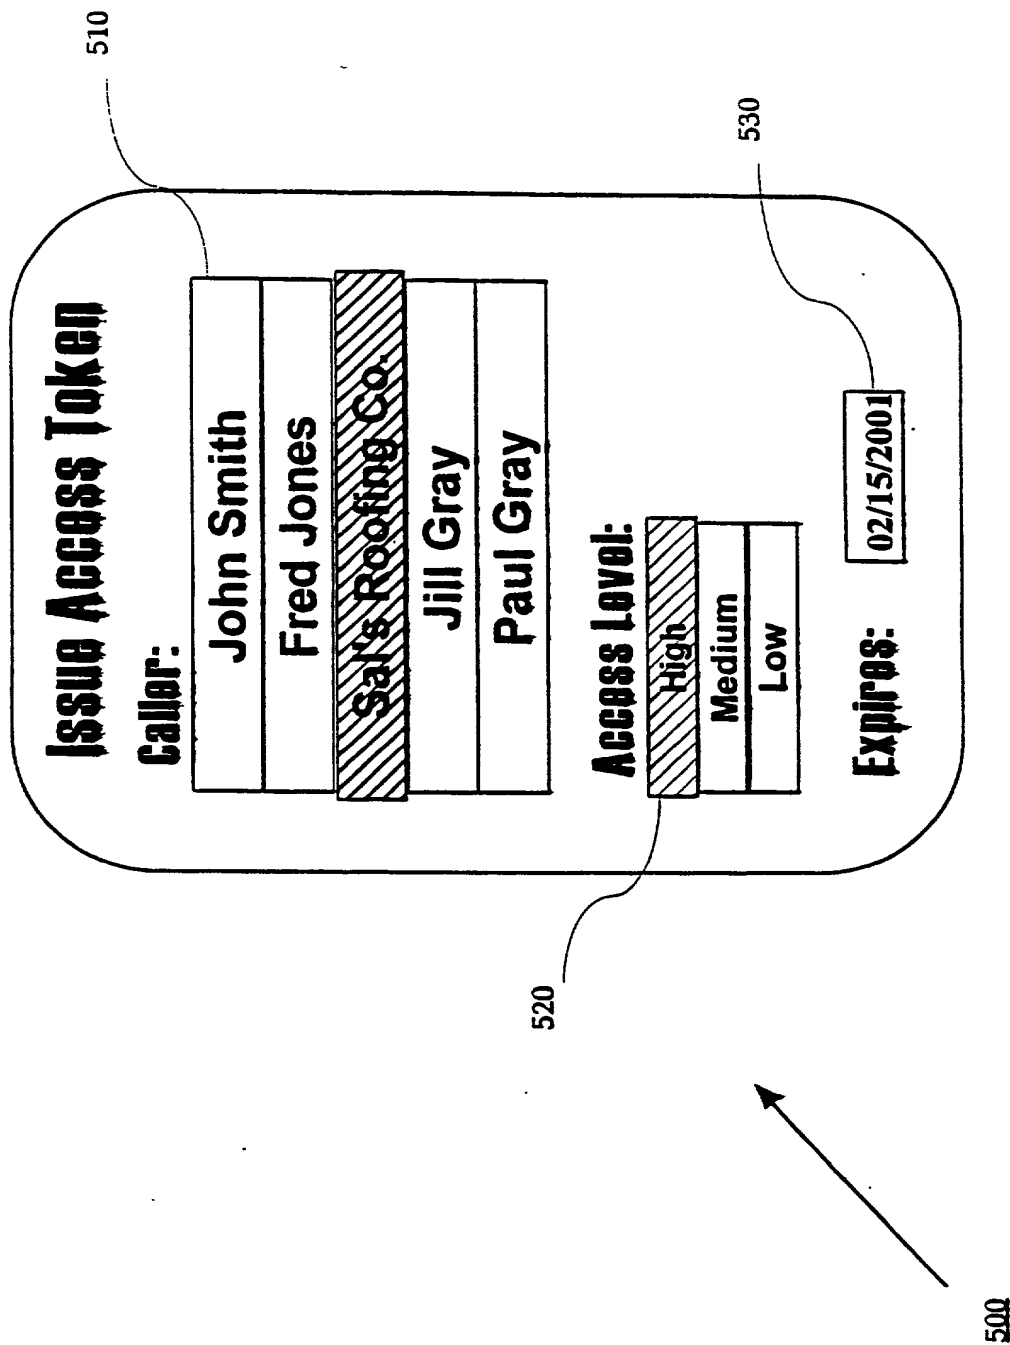 Issue Access Token
Caller:
John Smith
Fred Jones
Sal's Roofing Co.
Jill Gray
Paul Gray
Access Level:
High
Medium
Low
Expires:
02/15/2001
510
520
530
500